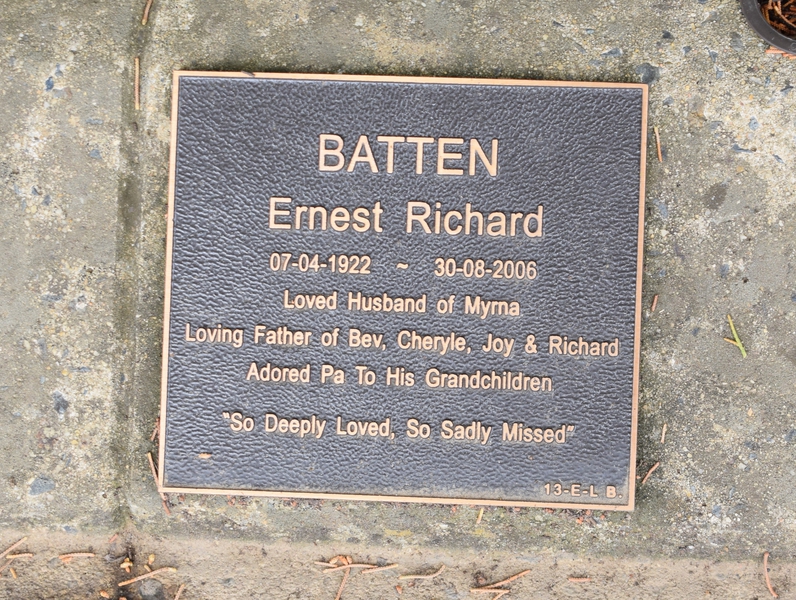 BATTEN
Ernest Richard
07-04-1922 ~ 30-08-2006
Loved Husband of Myrna
Loving Father of Bev, Cheryle, Joy & Richard
Adored Pa To His Grandchildren
"So Deeply Loved, So Sadly Missed"
13-E-L B.